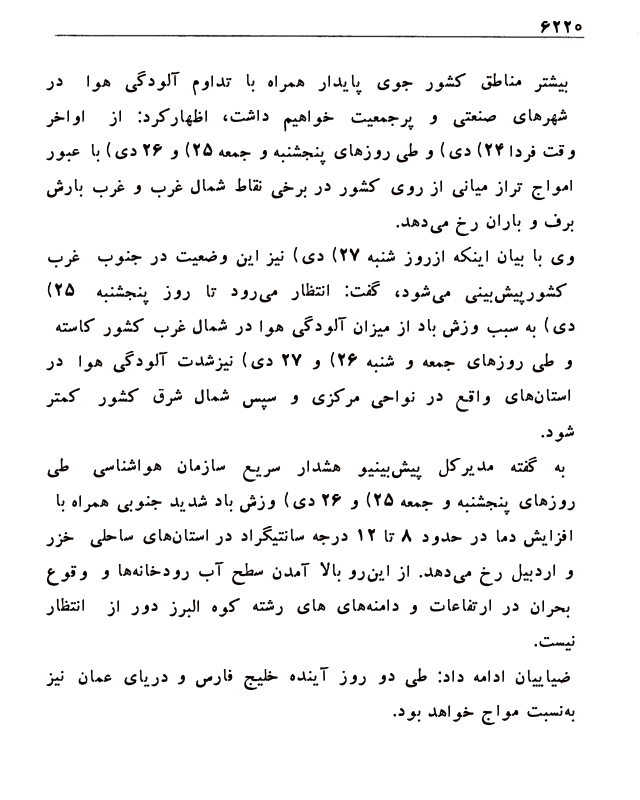 ۶۲۲۰
بیشتر مناطق کشور جوی پایدار همراه با تداوم آلودگی هوا در
شهرهای صنعتی و پرجمعیت خواهیم داشت، اظهارکرد: از اواخر
وقت فردا ۲۴) دی) و طی روزهای پنجشنبه و جمعه ۲۵) و ۲۶ دی) با عبور
امواج تراز میانی از روی کشور در برخی نقاط شمال غرب و غرب بارش
برف و باران رخ می‌دهد.
وی با بیان اینکه ازروز شنبه ۲۷) دی) نیز این وضعیت در جنوب غرب
کشورپیش‌بینی می‌شود، گفت: انتظار می‌رود تا روز پنجشنبه ۲۵)
دی) به سبب وزش باد از میزان آلودگی هوا در شمال غرب کشور کاسته
و طی روزهای جمعه و شنبه ۲۶) و ۲۷ دی) نیزشدت آلودگی هوا در
استان‌های واقع در نواحی مرکزی و سپس شمال شرق کشور کمتر
شود.
به گفته مدیرکل پیش‌بینیو هشدار سریع سازمان هواشناسی طی
روزهای پنجشنبه و جمعه ۲۵) و ۲۶ دی) وزش باد شدید جنوبی همراه با
افزایش دما در حدود ۸ تا ۱۲ درجه سانتیگراد در استان‌های ساحلی خزر
و اردبیل رخ می‌دهد. از این‌رو بالا آمدن سطح آب رودخانه‌ها و وقوع
بحران در ارتفاعات و دامنه‌های های رشته کوه البرز دور از انتظار
نیست.
ضیاییان ادامه داد: طی دو روز آینده خلیج فارس و دریای عمان نیز
به‌نسبت مواج خواهد بود.